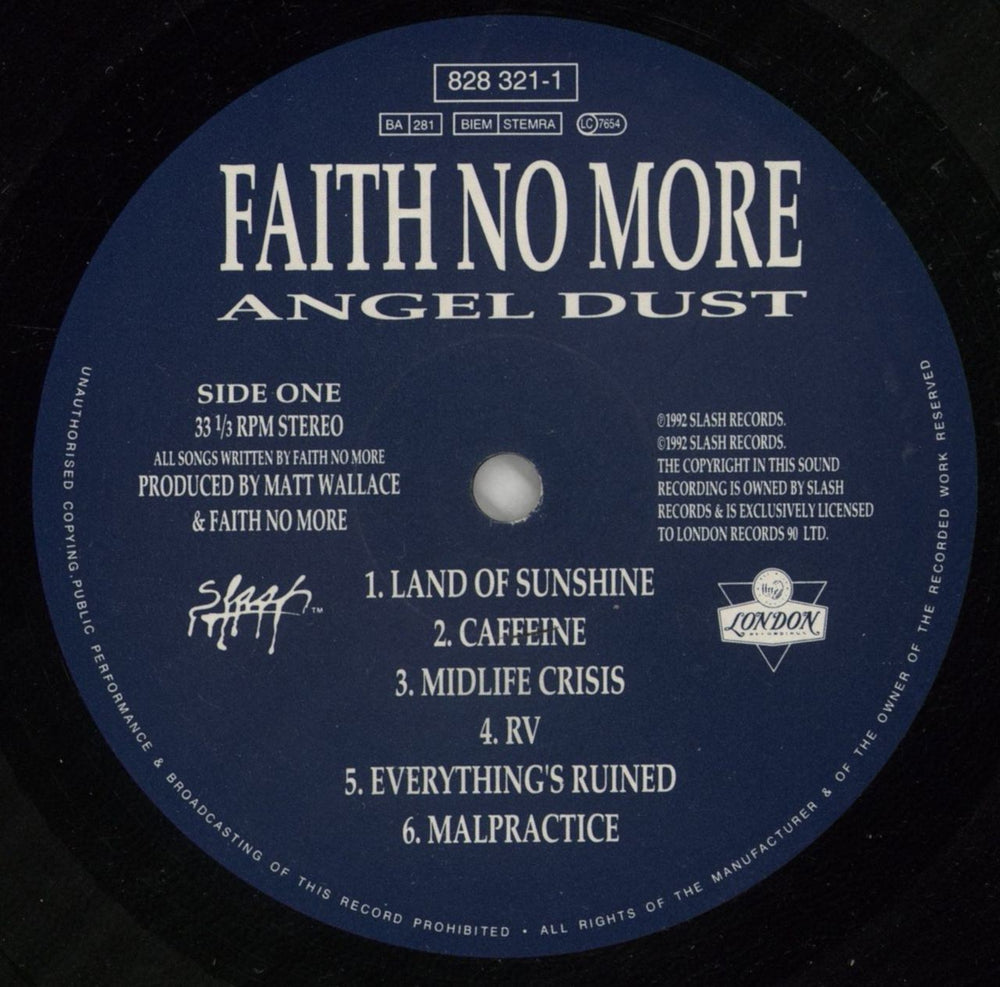 828 321-1
BA 281 BIEM STEMRA LC 7654
FAITH NO MORE
ANGEL DUST
SIDE ONE
33 1/3 RPM STEREO
ALL SONGS WRITTEN BY FAITH NO MORE
PRODUCED BY MATT WALLACE
& FAITH NO MORE
℗1992 SLASH RECORDS.
©1992 SLASH RECORDS.
THE COPYRIGHT IN THIS SOUND
RECORDING IS OWNED BY SLASH
RECORDS & IS EXCLUSIVELY LICENSED
TO LONDON RECORDS 90 LTD.
Slash ™
LONDON
RECORDINGS
1. LAND OF SUNSHINE
2. CAFFEINE
3. MIDLIFE CRISIS
4. RV
5. EVERYTHING'S RUINED
6. MALPRACTICE
UNAUTHORISED COPYING, PUBLIC PERFORMANCE & BROADCASTING OF THIS RECORD PROHIBITED • ALL RIGHTS OF THE MANUFACTURER & OF THE OWNER OF THE RECORDED WORK RESERVED